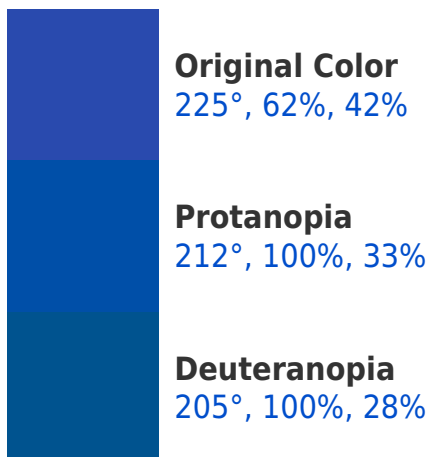 Original Color
225°, 62%, 42%
Protanopia
212°, 100%, 33%
Deuteranopia
205°, 100%, 28%